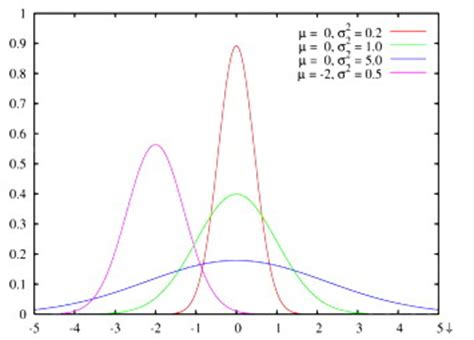 1
0.9
0.8
0.7
0.6
0.5
0.4
0.3
0.2
0.1
0
μ = 0, σ² = 0.2
μ = 0, σ² = 1.0
μ = 0, σ² = 5.0
μ = -2, σ² = 0.5
-5 -4 -3 -2 -1 0 1 2 3 4 5↓